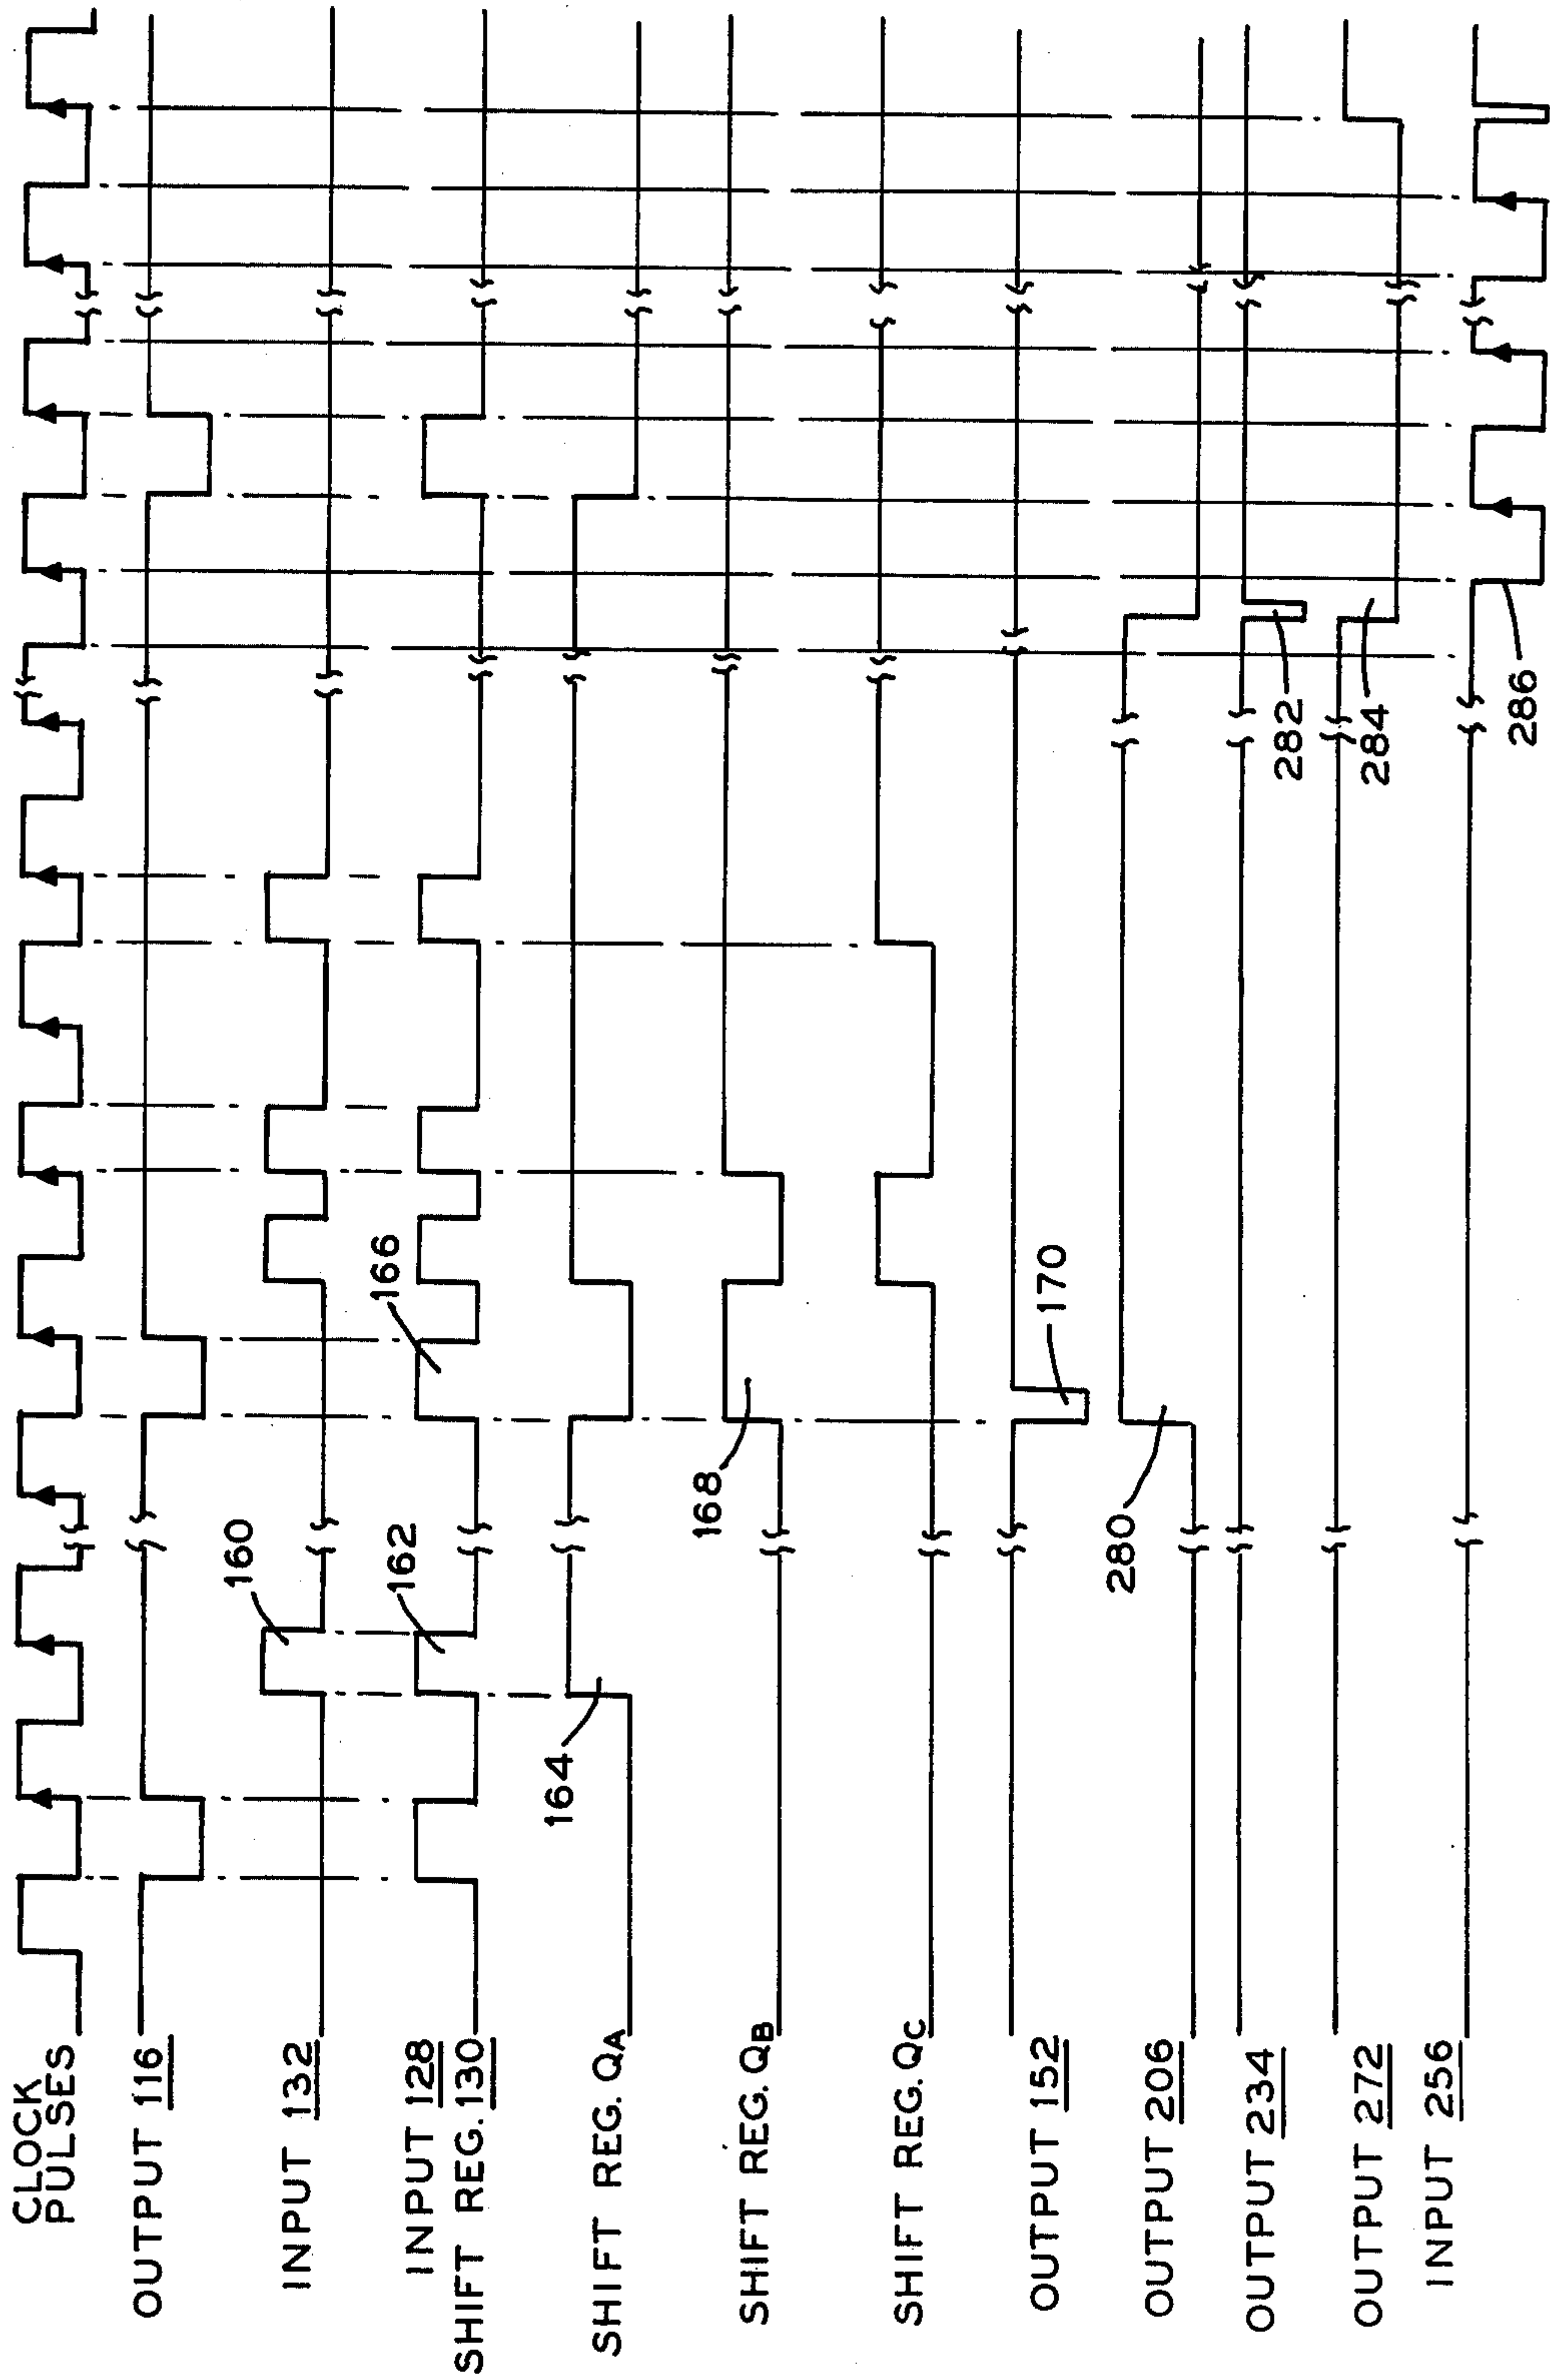 CLOCK
PULSES
OUTPUT 116
INPUT 132
INPUT 128
SHIFT REG. 130
SHIFT REG. QA
SHIFT REG. QB
SHIFT REG. QC
OUTPUT 152
OUTPUT 206
OUTPUT 234
OUTPUT 272
INPUT 256
160
162
164
166
168
170
280
282
284
286